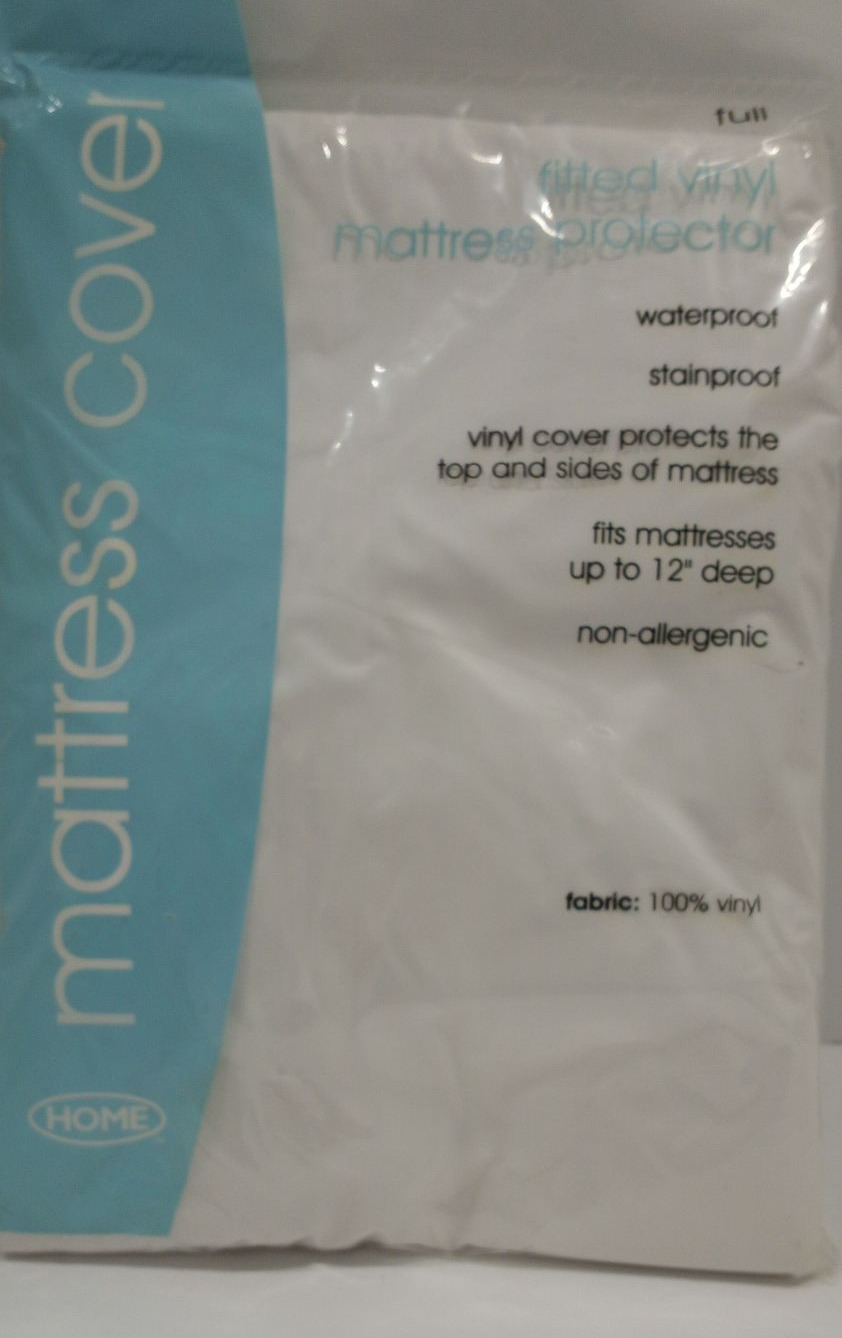 mattress cover
HOME
full
fitted vinyl
mattress protector
waterproof
stainproof
vinyl cover protects the
top and sides of mattress
fits mattresses
up to 12" deep
non-allergenic
fabric: 100% vinyl